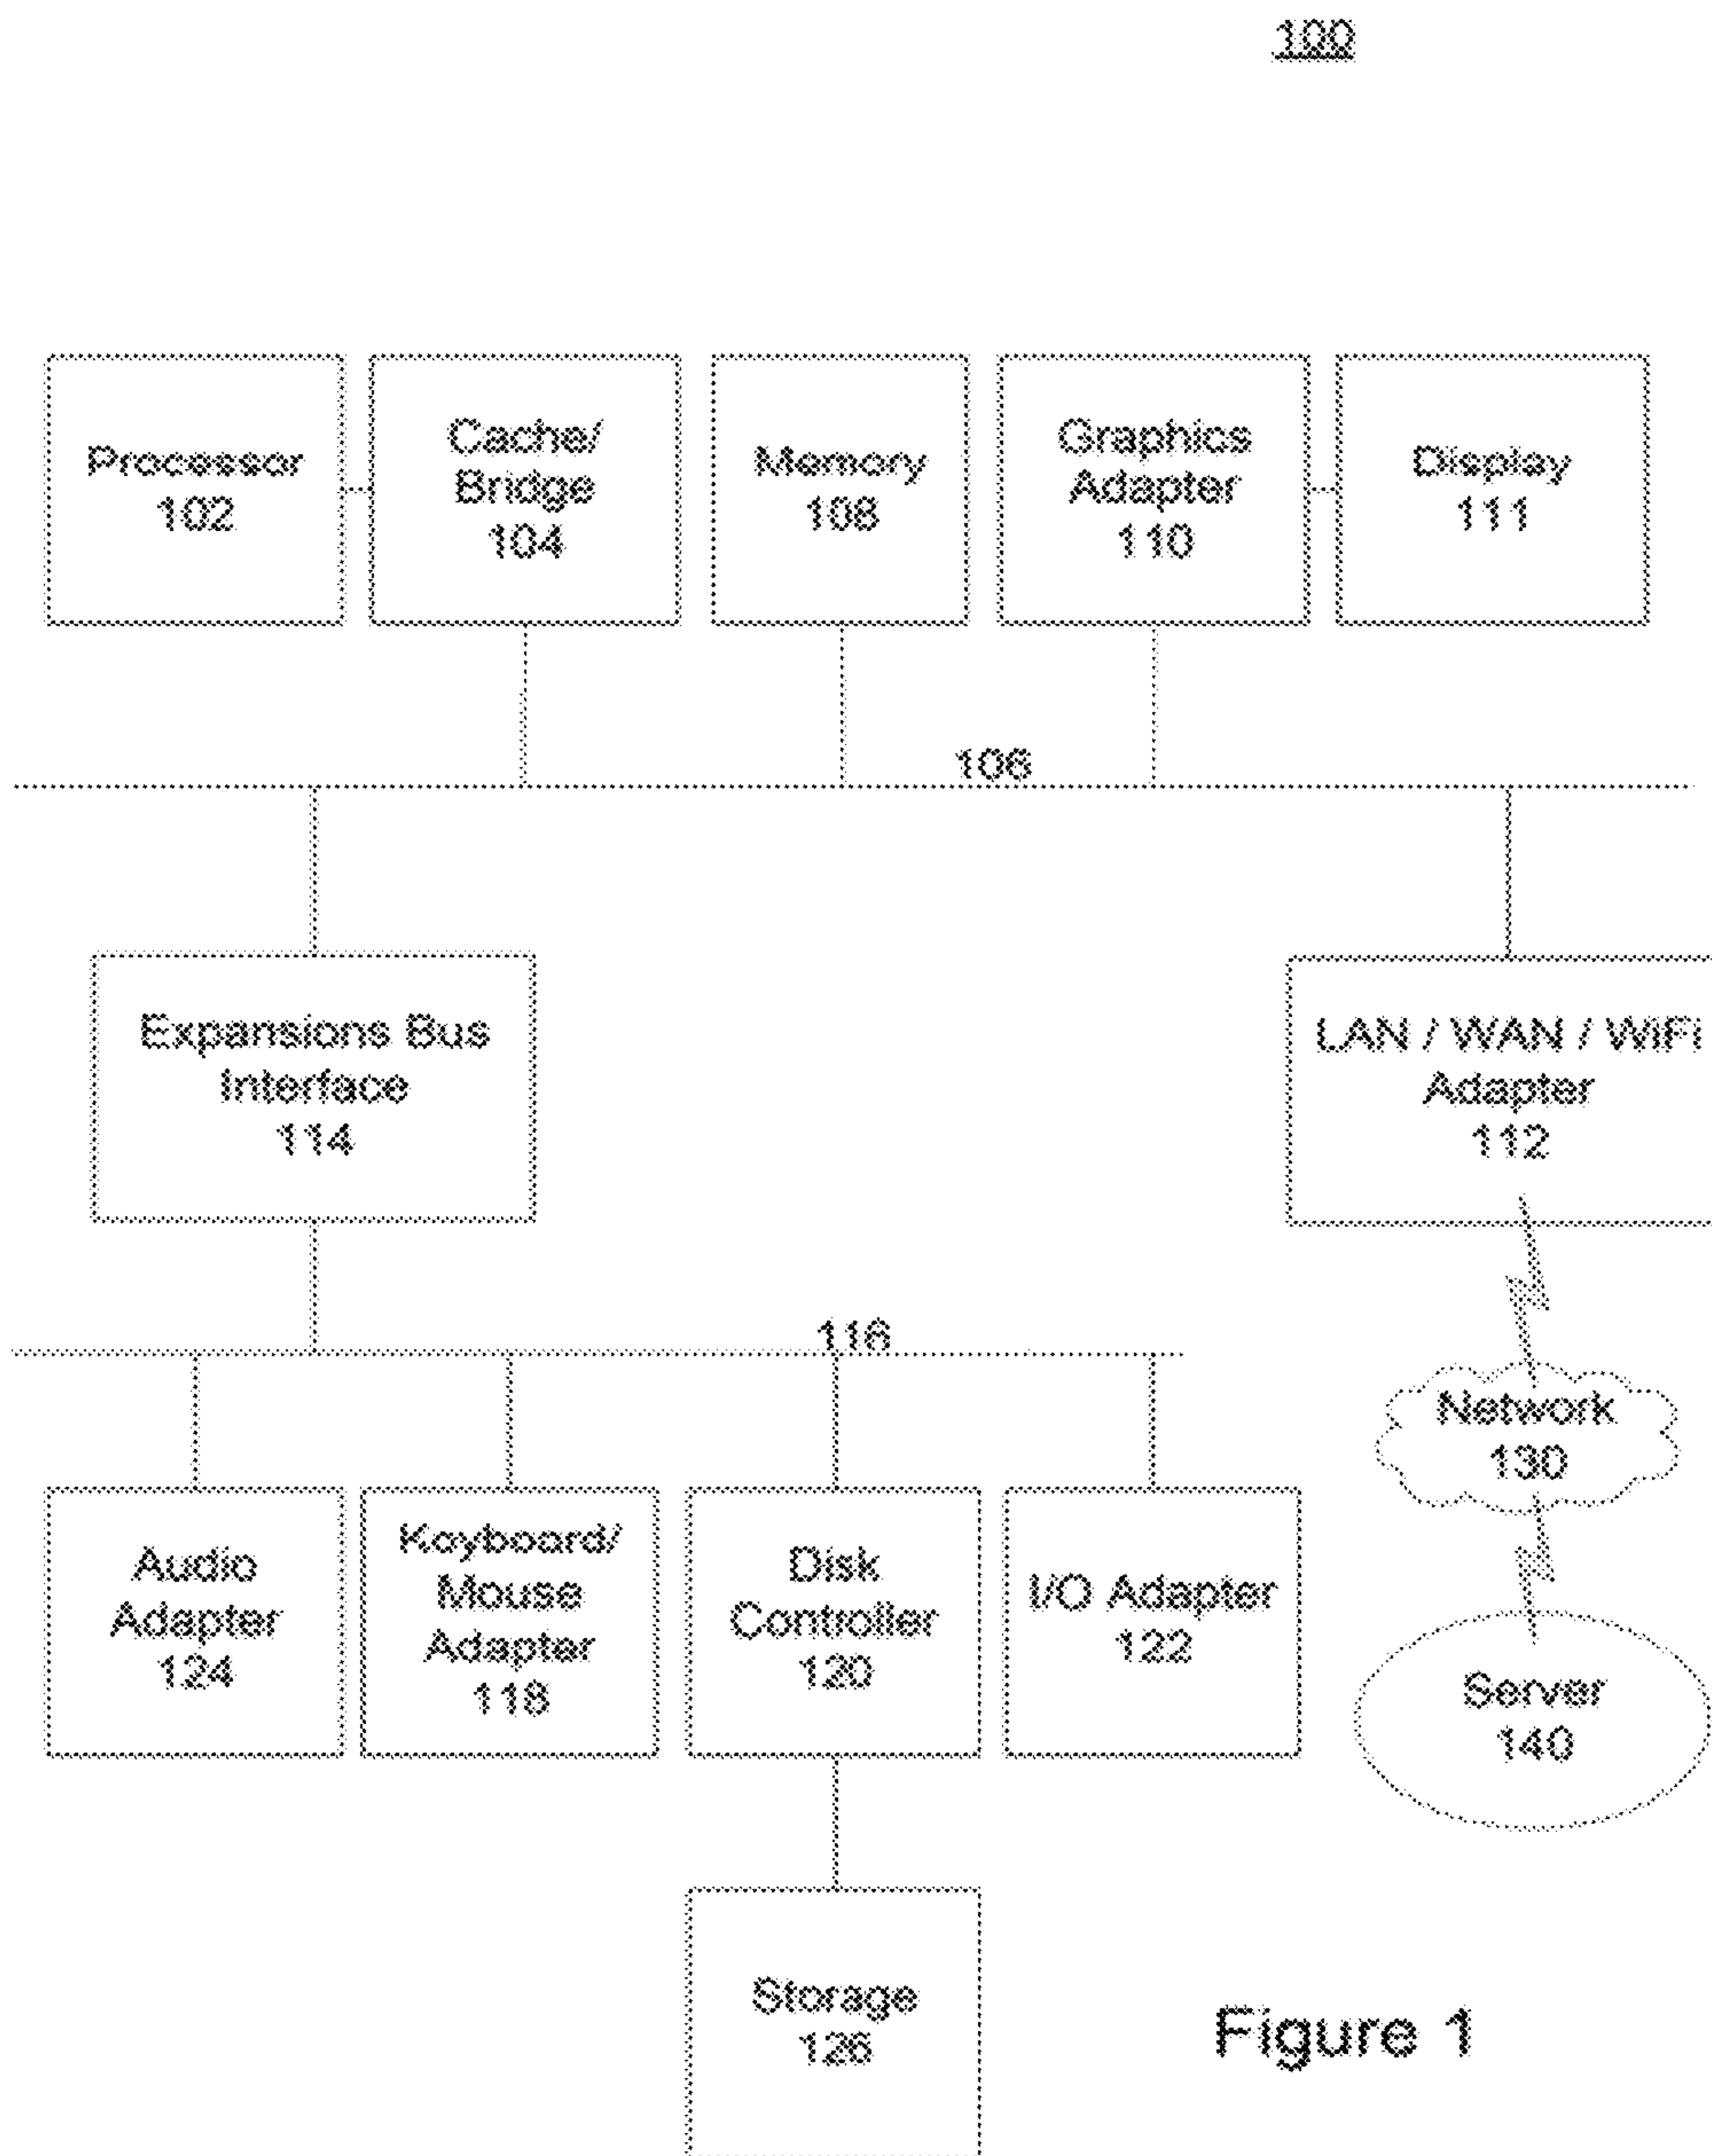 100
Processor
102
Cache/
Bridge
104
Memory
108
Graphics
Adapter
110
Display
111
106
Expansions Bus
Interface
114
LAN / WAN / WiFi
Adapter
112
116
Network
130
Audio
Adapter
124
Keyboard/
Mouse
Adapter
118
Disk
Controller
120
I/O Adapter
122
Server
140
Storage
126
Figure 1